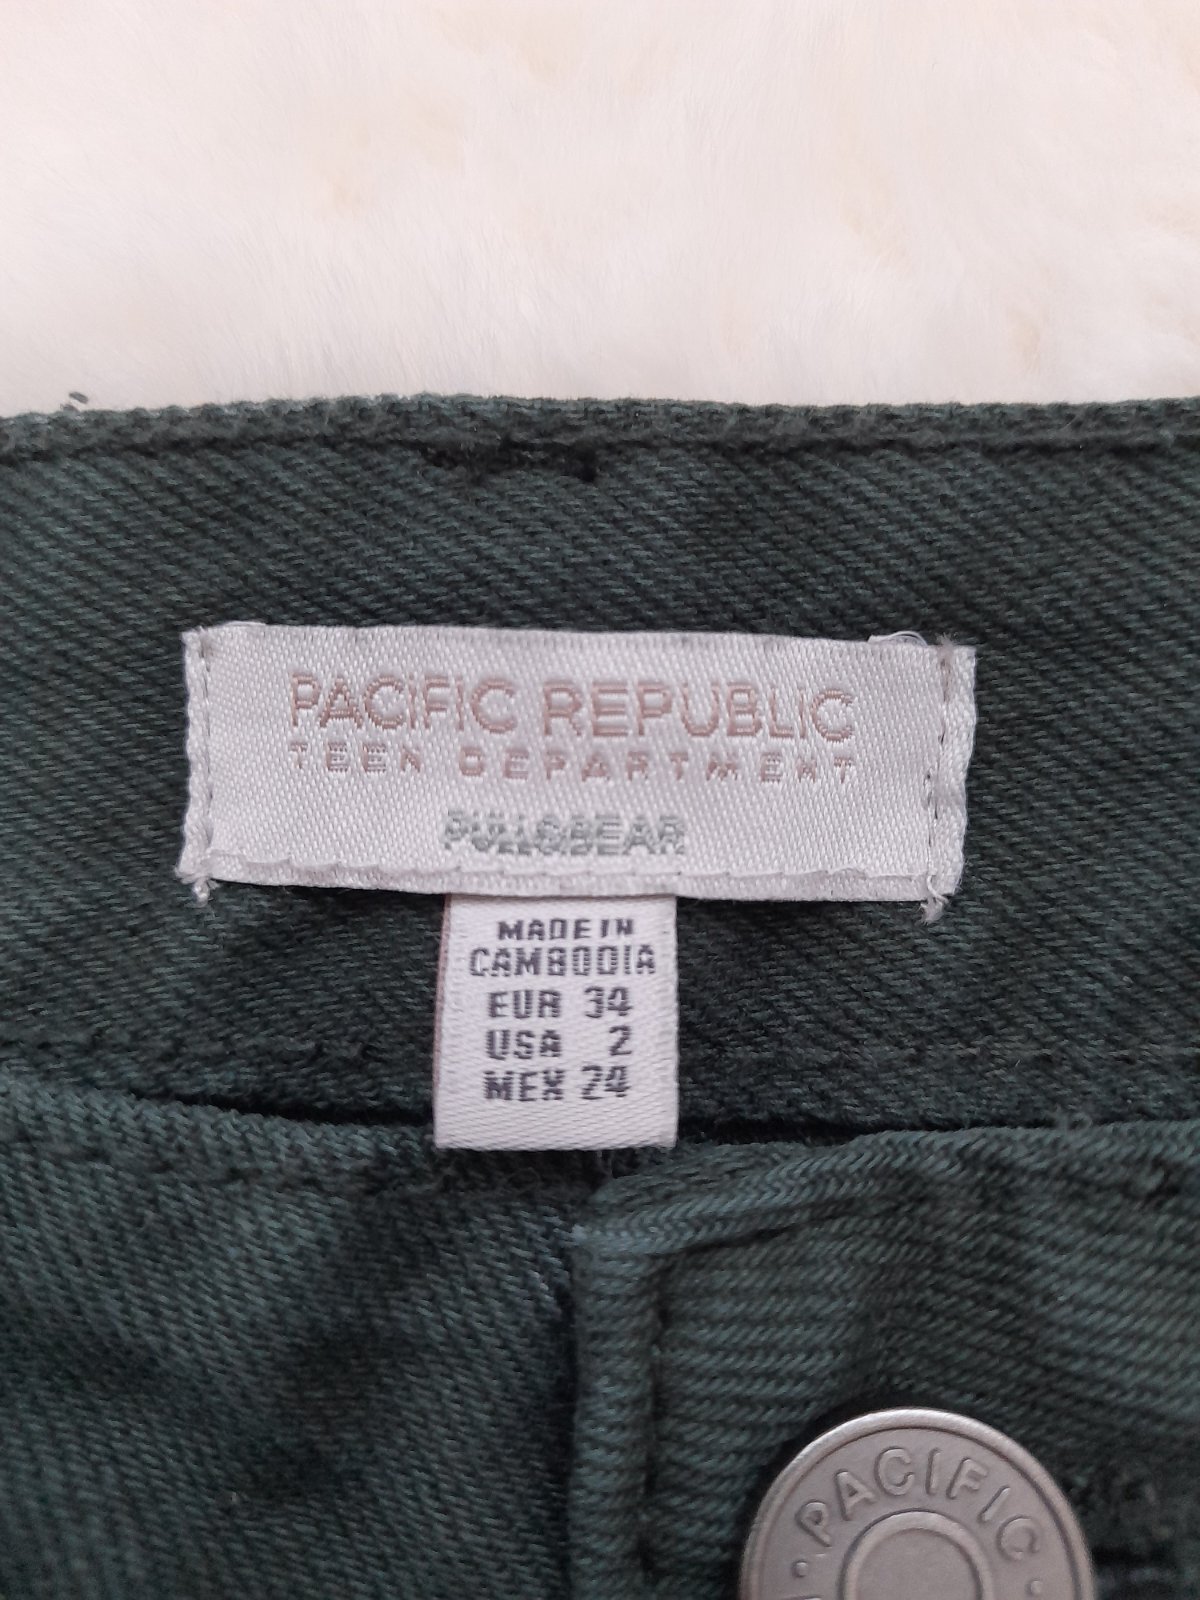 PACIFIC REPUBLIC
TEEN DEPARTMENT
PULL&BEAR
MADE IN
CAMBODIA
EUR 34
USA 2
MEX 24
· PACIFIC ·